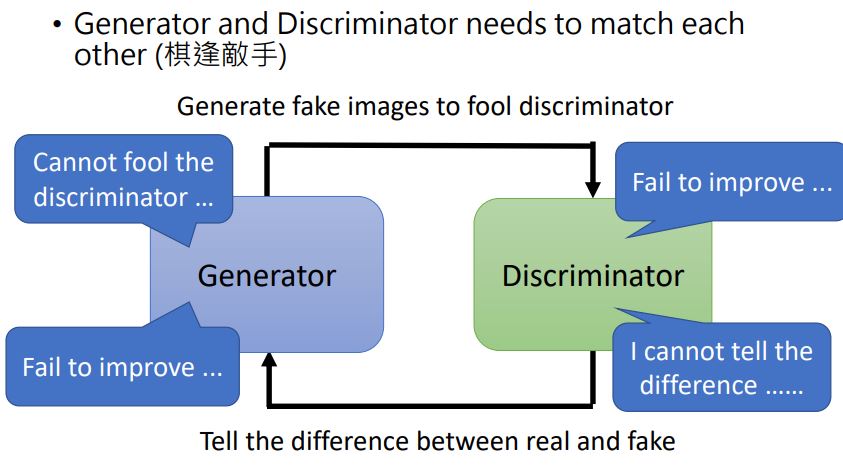 • Generator and Discriminator needs to match each
other (棋逢敵手)
Generate fake images to fool discriminator
Cannot fool the
discriminator ...
Fail to improve ...
Generator
Discriminator
Fail to improve ...
I cannot tell the
difference ......
Tell the difference between real and fake